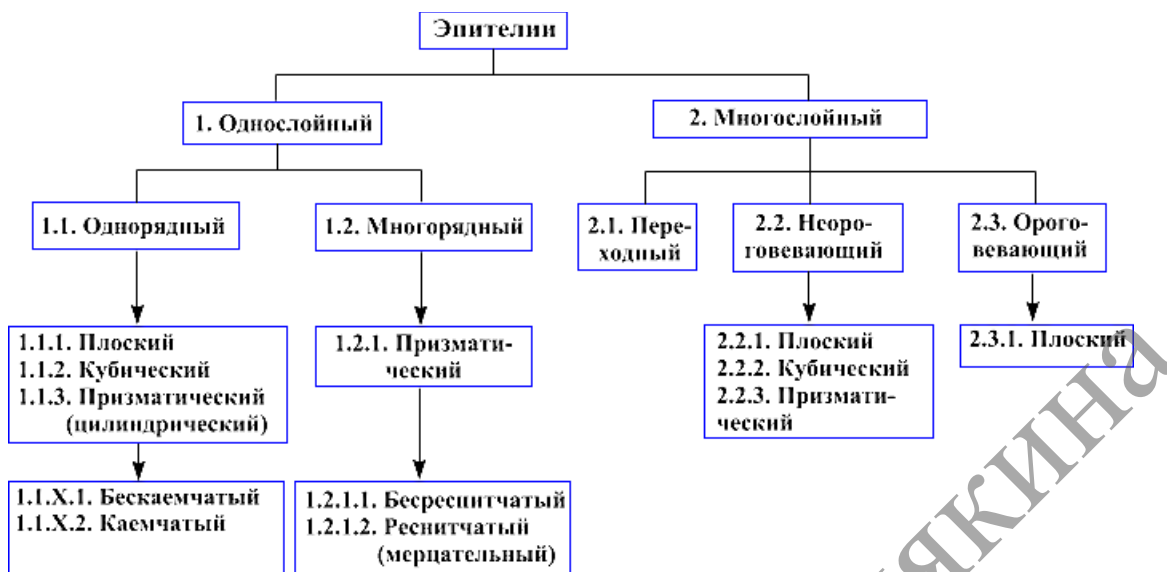 Эпителии
1. Однослойный
2. Многослойный
1.1. Однорядный
1.2. Многорядный
2.1. Пере-
ходный
2.2. Неоро-
говевающий
2.3. Орого-
вевающий
1.1.1. Плоский
1.1.2. Кубический
1.1.3. Призматический
(цилиндрический)
1.2.1. Призмати-
ческий
2.2.1. Плоский
2.2.2. Кубический
2.2.3. Призмати-
ческий
2.3.1. Плоский
1.1.X.1. Бескаемчатый
1.1.X.2. Каемчатый
1.2.1.1. Бесреснитчатый
1.2.1.2. Реснитчатый
(мерцательный)
якина